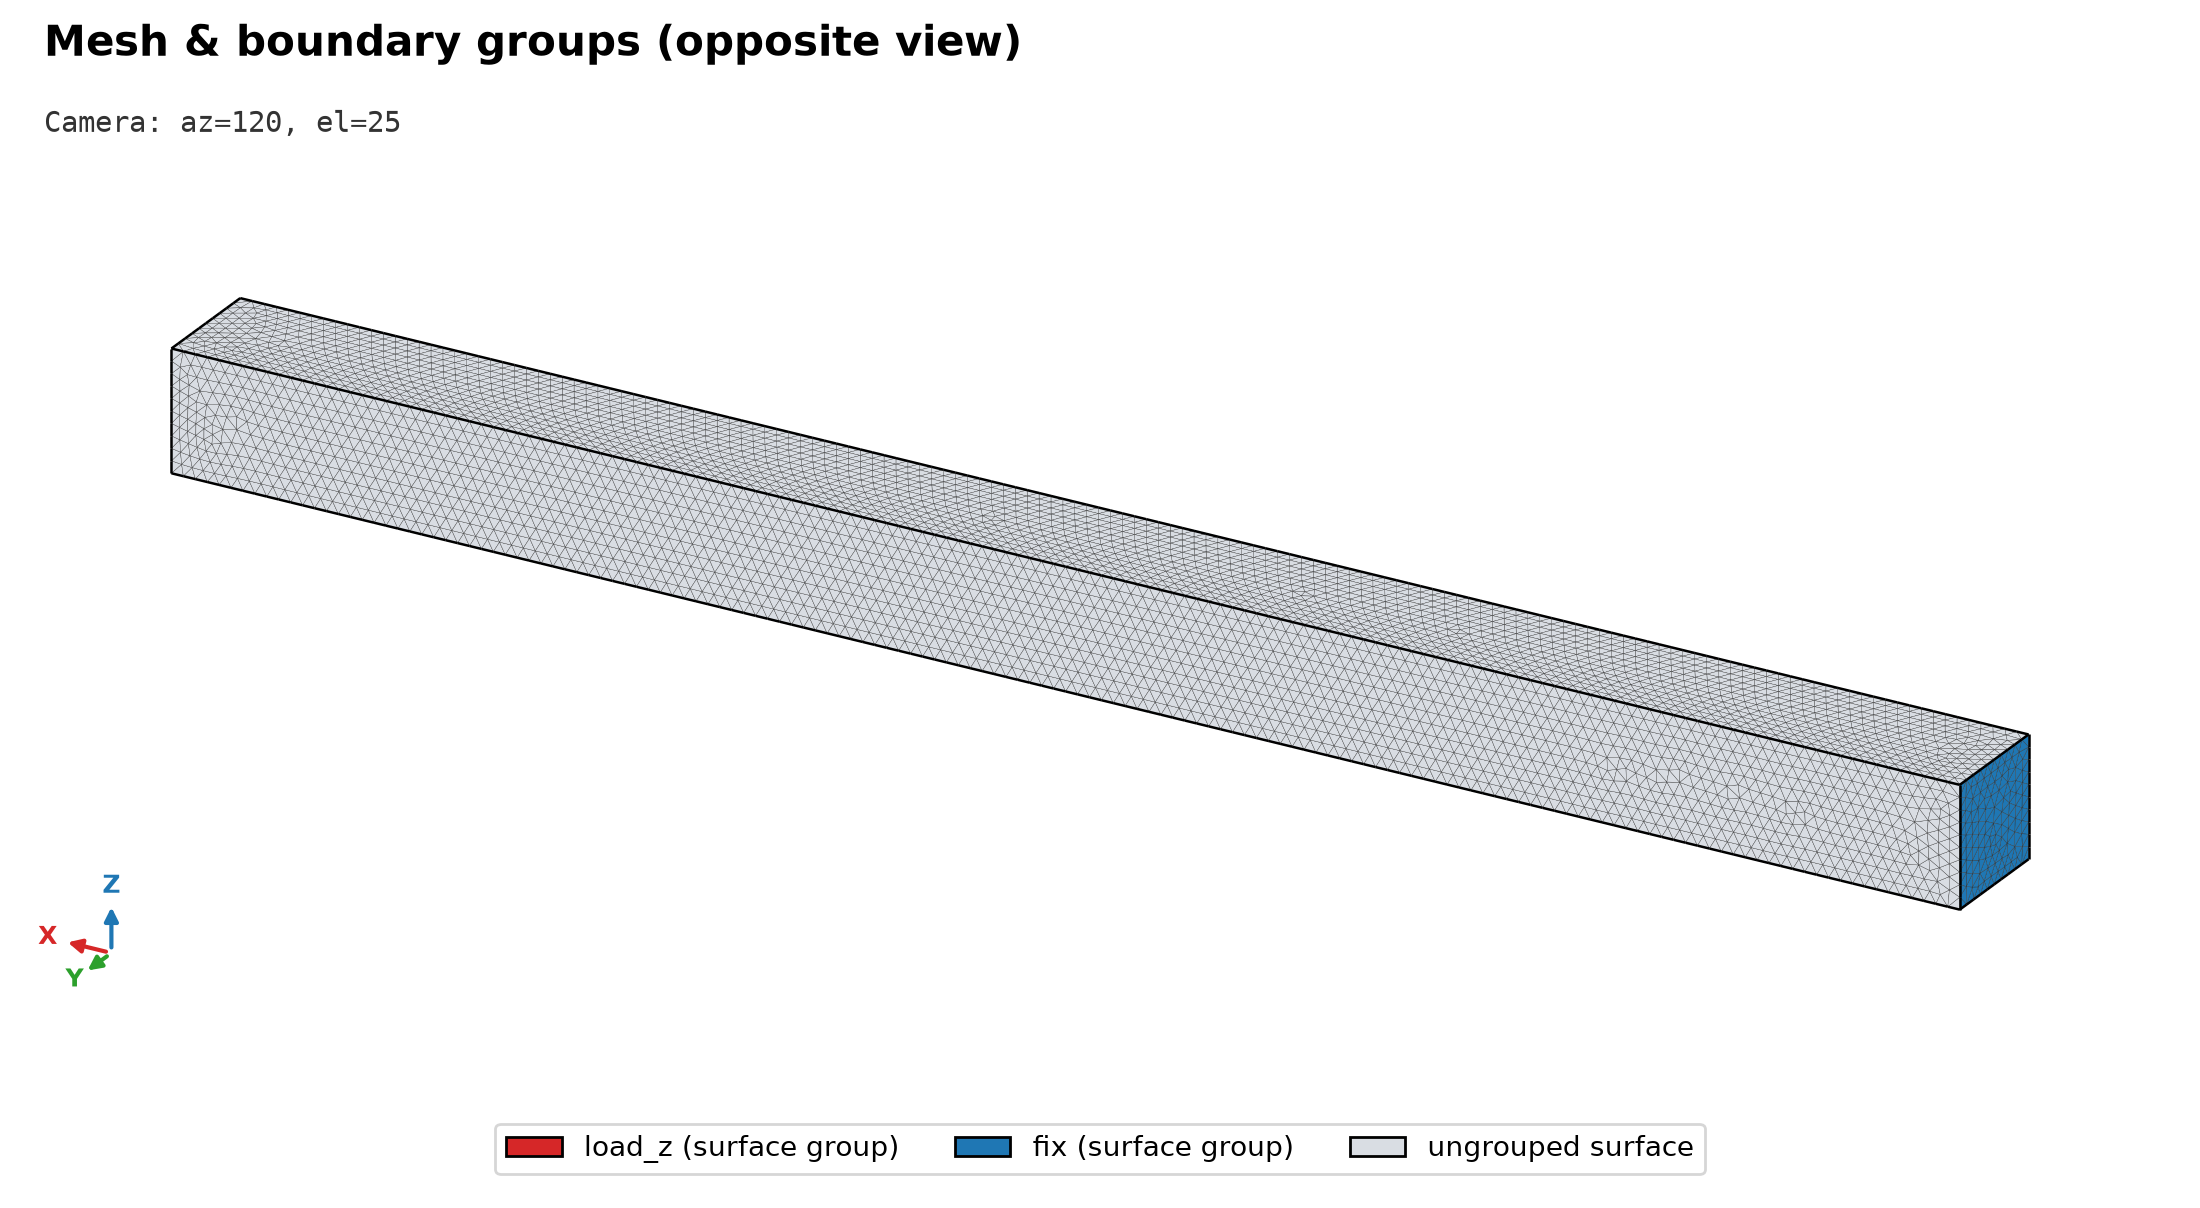 Mesh & boundary groups (opposite view)
Camera: az=120, el=25
Z
X
Y
load_z (surface group) fix (surface group) ungrouped surface